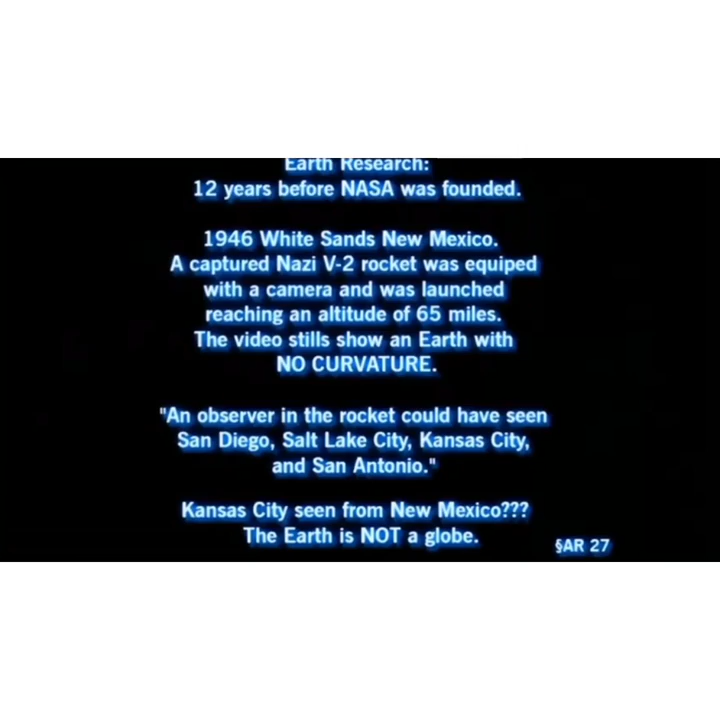 Earth Research:
12 years before NASA was founded.
1946 White Sands New Mexico.
A captured Nazi V-2 rocket was equiped
with a camera and was launched
reaching an altitude of 65 miles.
The video stills show an Earth with
NO CURVATURE.
"An observer in the rocket could have seen
San Diego, Salt Lake City, Kansas City,
and San Antonio."
Kansas City seen from New Mexico???
The Earth is NOT a globe.
§AR 27